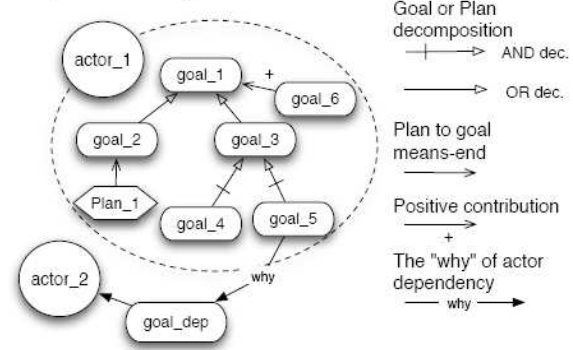 actor_1
goal_1
+
goal_6
goal_2
goal_3
Plan_1
goal_4
goal_5
why
actor_2
goal_dep
Goal or Plan
decomposition
AND dec.
OR dec.
Plan to goal
means-end
Positive contribution
+
The "why" of actor
dependency
why